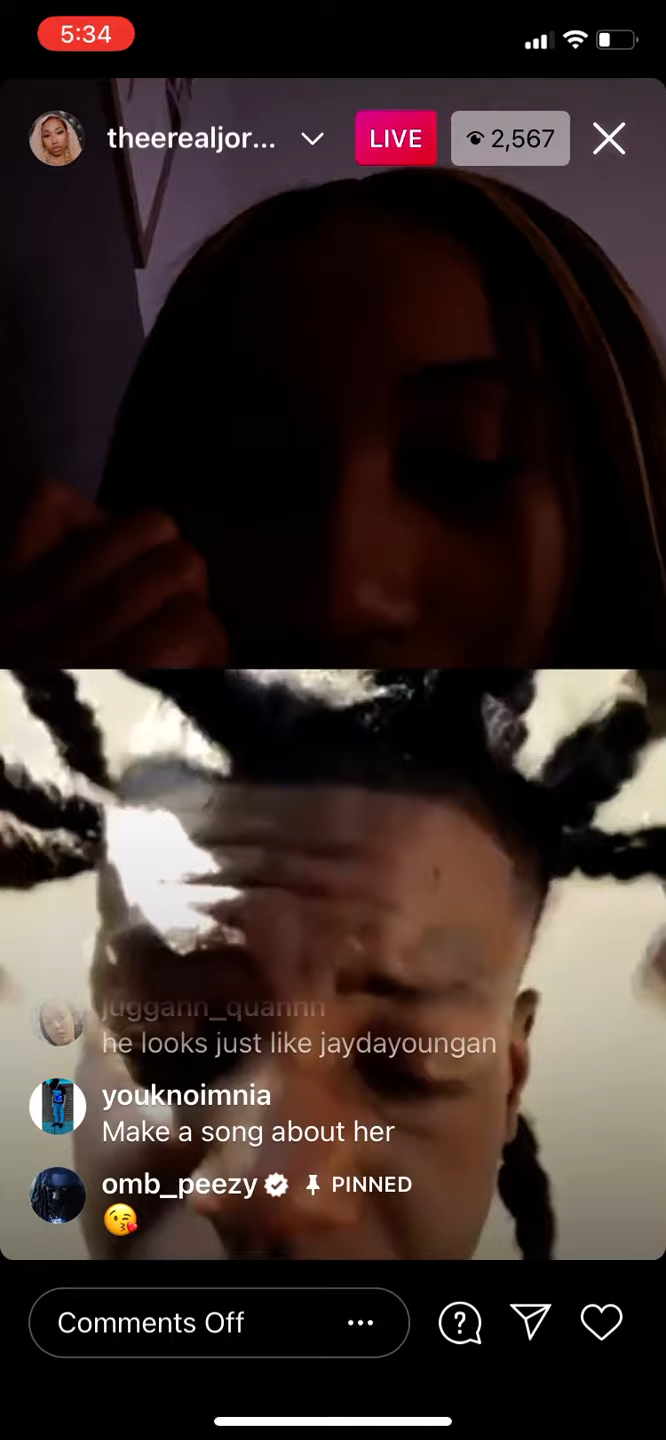 5:34
theerealjor...
LIVE
2,567
juggann_quannn
he looks just like jaydayoungan
youknoimnia
Make a song about her
omb_peezy PINNED
😘
Comments Off